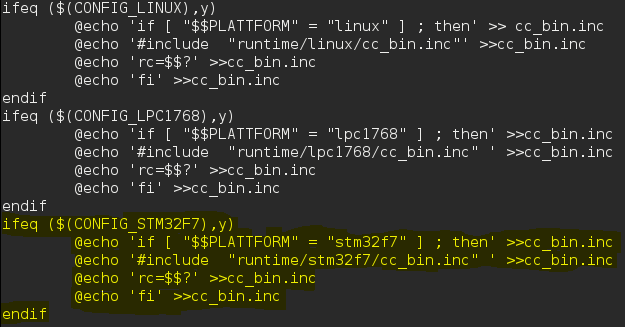 ifeq ($(CONFIG_LINUX),y)
        @echo 'if [ "$$PLATTFORM" = "linux" ] ; then' >> cc_bin.inc
        @echo '#include  "runtime/linux/cc_bin.inc"' >>cc_bin.inc
        @echo 'rc=$$?' >>cc_bin.inc
        @echo 'fi' >>cc_bin.inc
endif
ifeq ($(CONFIG_LPC1768),y)
        @echo 'if [ "$$PLATTFORM" = "lpc1768" ] ; then' >>cc_bin.inc
        @echo '#include  "runtime/lpc1768/cc_bin.inc" ' >>cc_bin.inc
        @echo 'rc=$$?' >>cc_bin.inc
        @echo 'fi' >>cc_bin.inc
endif
ifeq ($(CONFIG_STM32F7),y)
        @echo 'if [ "$$PLATTFORM" = "stm32f7" ] ; then' >>cc_bin.inc
        @echo '#include  "runtime/stm32f7/cc_bin.inc" ' >>cc_bin.inc
        @echo 'rc=$$?' >>cc_bin.inc
        @echo 'fi' >>cc_bin.inc
endif